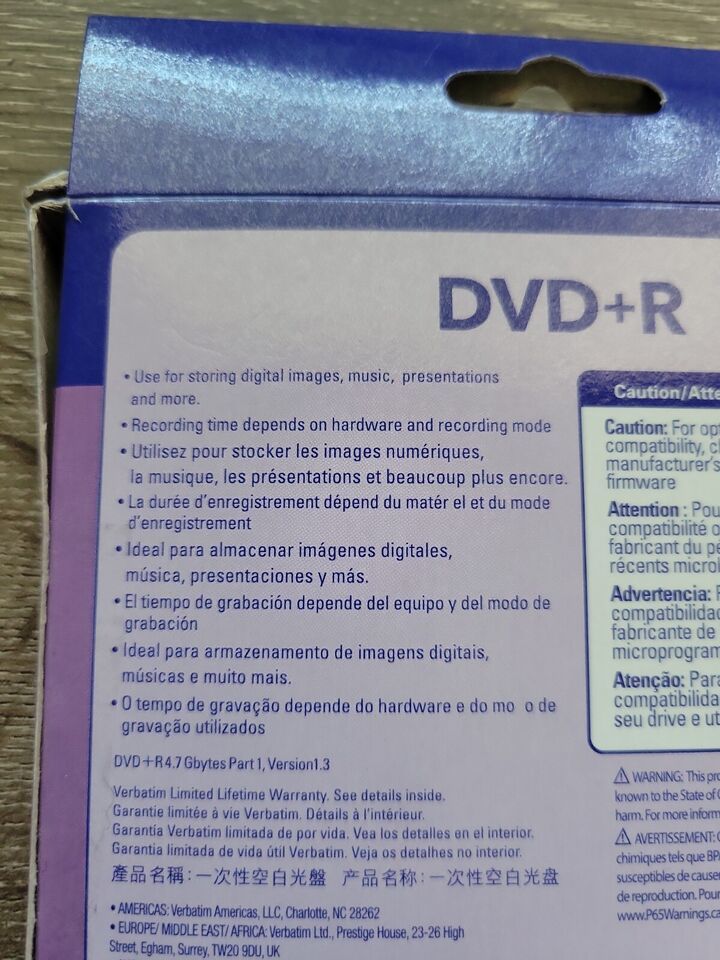 DVD+R
• Use for storing digital images, music, presentations
and more.
• Recording time depends on hardware and recording mode
• Utilisez pour stocker les images numériques,
la musique, les présentations et beaucoup plus encore.
• La durée d'enregistrement dépend du matér el et du mode
d'enregistrement
• Ideal para almacenar imágenes digitales,
música, presentaciones y más.
• El tiempo de grabación depende del equipo y del modo de
grabación
• Ideal para armazenamento de imagens digitais,
músicas e muito mais.
• O tempo de gravação depende do hardware e do mo o de
gravação utilizados
DVD+R4.7 Gbytes Part 1, Version1.3
Verbatim Limited Lifetime Warranty. See details inside.
Garantie limitée à vie Verbatim. Détails à l'intérieur.
Garantía Verbatim limitada de por vida. Vea los detalles en el interior.
Garantia limitada de vida útil Verbatim. Veja os detalhes no interior.
產品名稱:一次性空白光盤 产品名称:一次性空白光盘
• AMERICAS: Verbatim Americas, LLC, Charlotte, NC 28262
• EUROPE/ MIDDLE EAST/ AFRICA: Verbatim Ltd., Prestige House, 23-26 High
Street, Egham, Surrey, TW20 9DU, UK
Caution/Atte
Caution: For op
compatibility, c
manufacturer's
firmware
Attention : Pou
compatibilité o
fabricant du pe
récents microl
Advertencia:
compatibilidad
fabricante de
microprogram
Atenção: Para
compatibilida
seu drive e ut
⚠ WARNING: This pro
known to the State of C
harm. For more inform
⚠ AVERTISSEMENT: C
chimiques tels que BP
susceptibles de cause
de reproduction. Pour
www.P65Warnings.ca